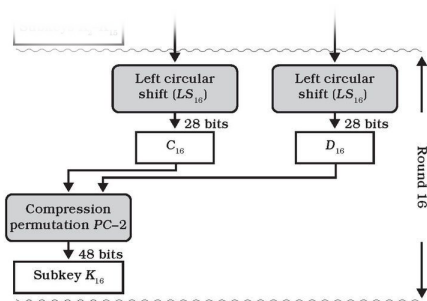 Left circular
shift (LS₁₆)
Left circular
shift (LS₁₆)
28 bits
28 bits
C₁₆
D₁₆
Compression
permutation PC–2
48 bits
Subkey K₁₆
Round 16